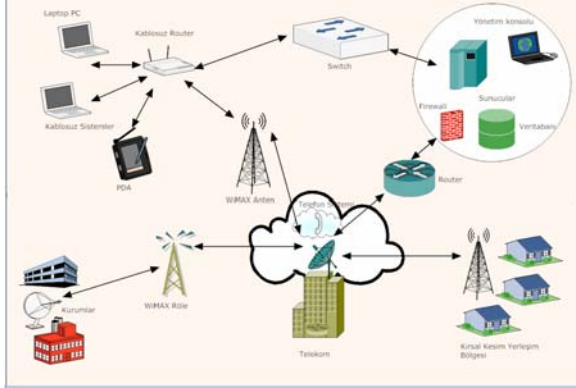 Laptop PC
Kablosuz Router
Yönetim konsolu
Switch
Sunucular
Firewall
Veritabanı
Kablosuz Sistemler
PDA
WiMAX Anten
Router
Telefon Sistemi
Kurumlar
WiMAX Röle
Telekom
Kırsal Kesim Yerleşim
Bölgesi